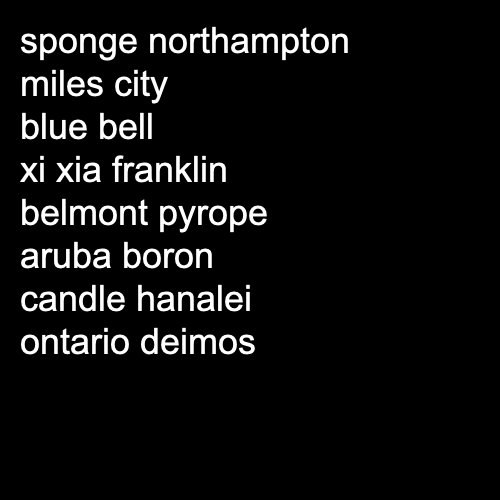 sponge northampton
miles city
blue bell
xi xia franklin
belmont pyrope
aruba boron
candle hanalei
ontario deimos